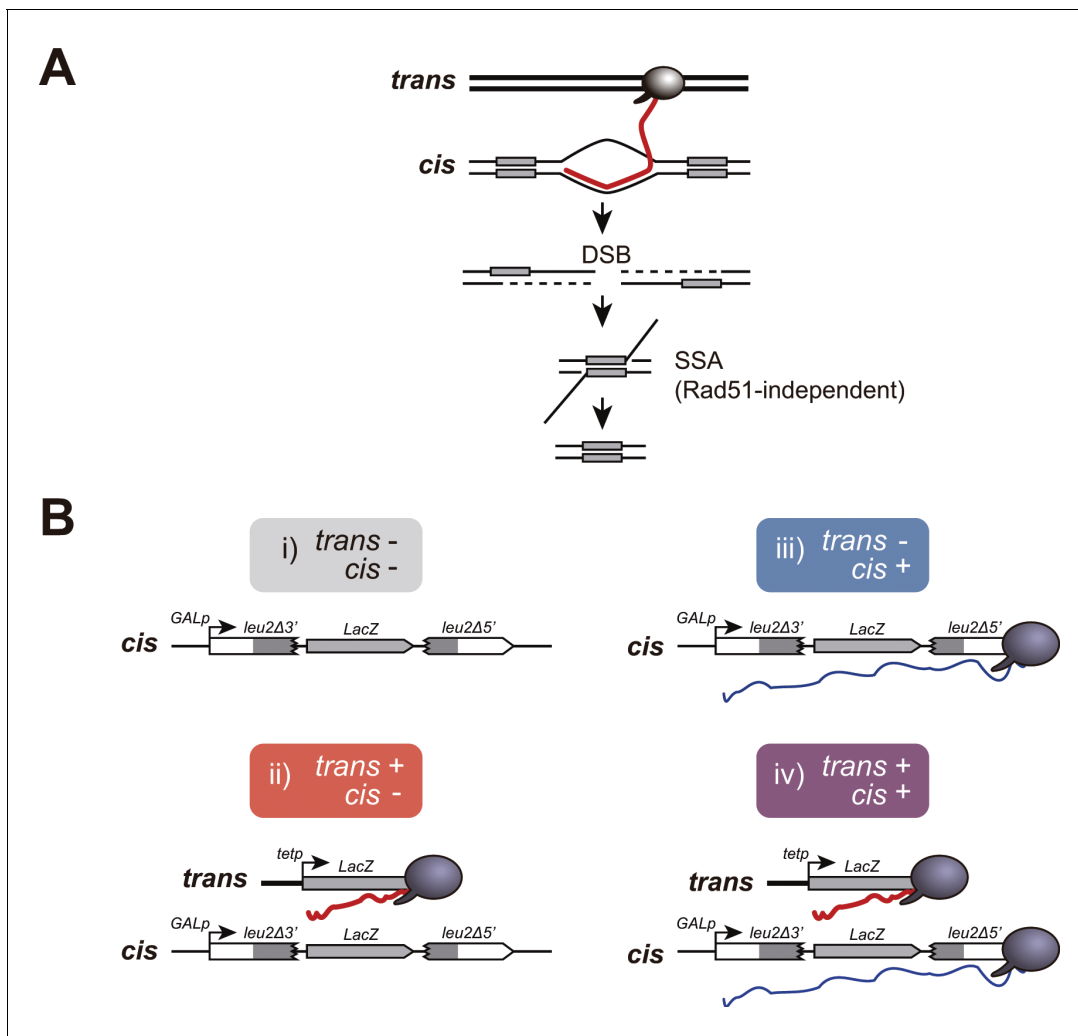 A
trans
cis
DSB
SSA
(Rad51-independent)
B
i) trans -
cis -
GALp
leu2Δ3’
LacZ
leu2Δ5’
cis
iii) trans -
cis +
GALp
leu2Δ3’
LacZ
leu2Δ5’
cis
ii) trans +
cis -
tetp
LacZ
trans
GALp
leu2Δ3’
LacZ
leu2Δ5’
cis
iv) trans +
cis +
tetp
LacZ
trans
GALp
leu2Δ3’
LacZ
leu2Δ5’
cis